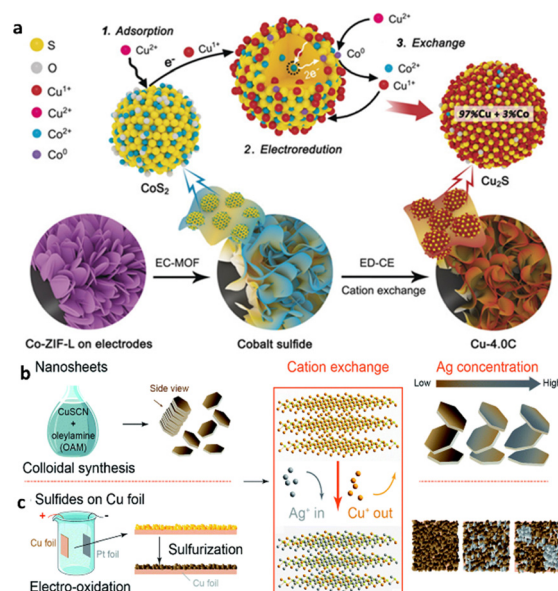 a
S
O
Cu1+
Cu2+
Co2+
Co0
1. Adsorption
Cu2+
Cu1+
e-
CoS2
2e-
2. Electroredution
Cu2+
Co0
3. Exchange
Co2+
Cu1+
97%Cu + 3%Co
Cu2S
EC-MOF
ED-CE
Cation exchange
Co-ZIF-L on electrodes
Cobalt sulfide
Cu-4.0C
b Nanosheets
CuSCN
+
oleylamine
(OAM)
Side view
Colloidal synthesis
Cation exchange
Ag+ in
Cu+ out
Ag concentration
Low
High
c Sulfides on Cu foil
+
-
Cu foil
Pt foil
Sulfurization
Cu foil
Electro-oxidation